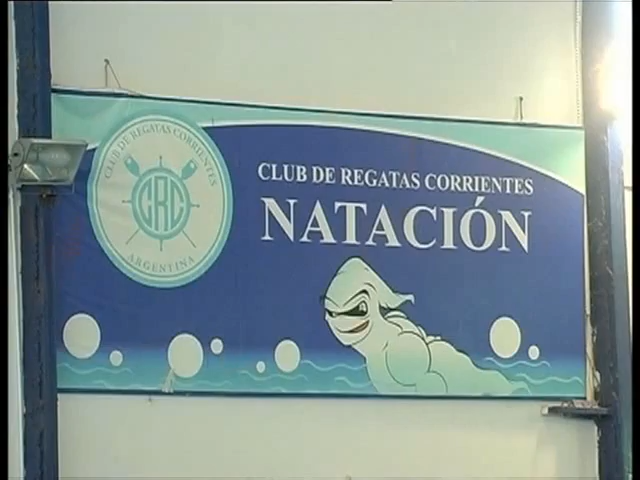 CLUB DE REGATAS CORRIENTES
CRC
ARGENTINA
CLUB DE REGATAS CORRIENTES
NATACIÓN